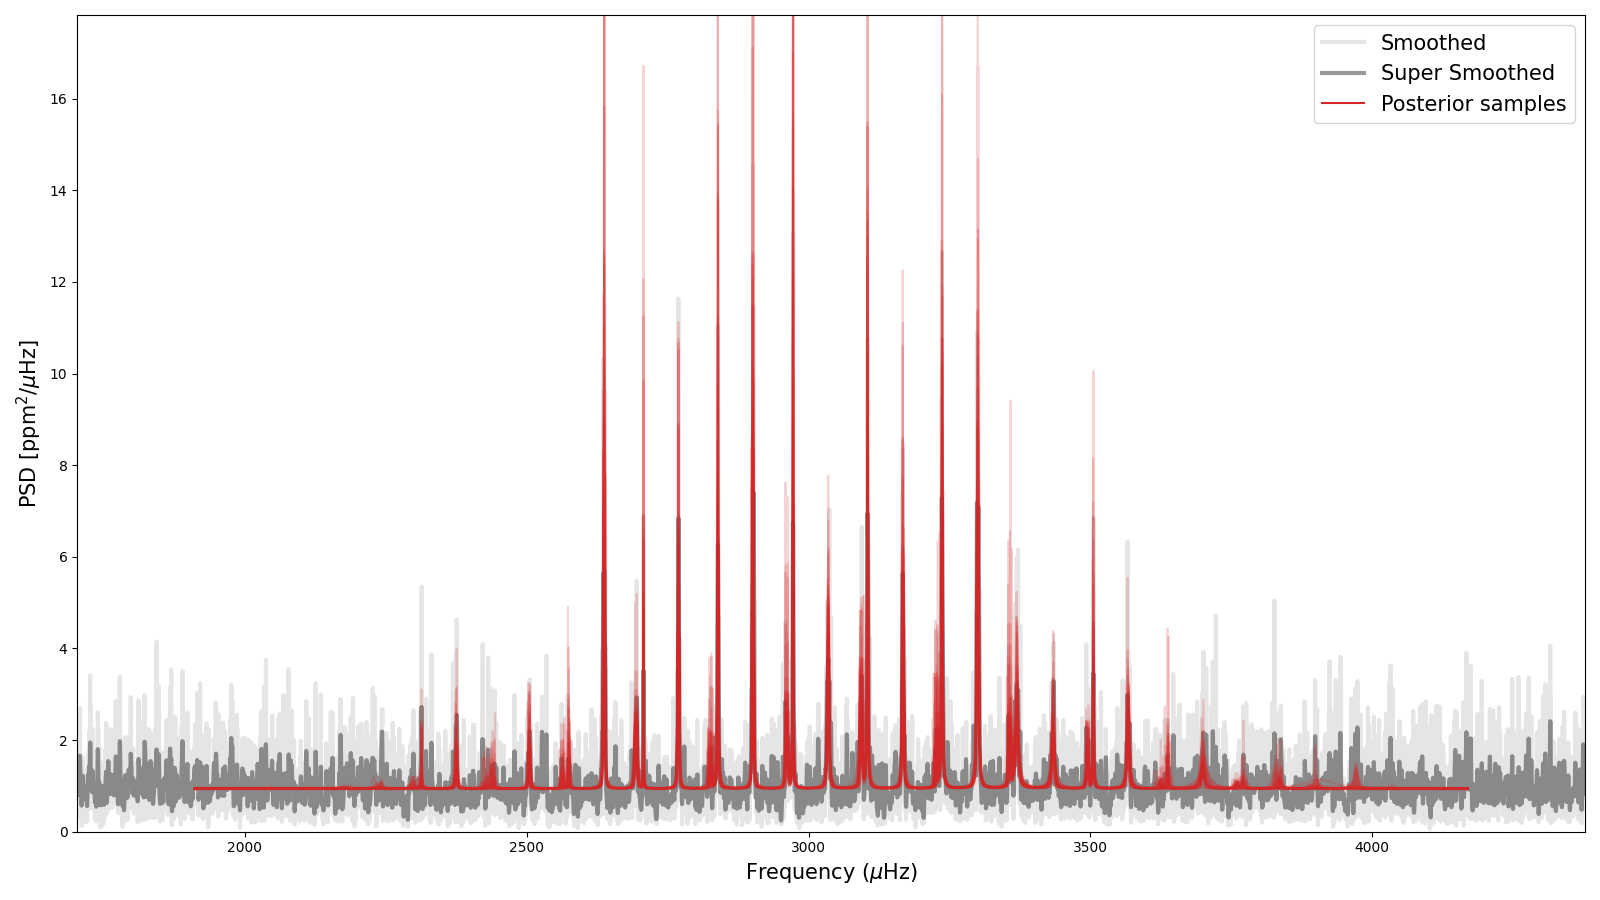 Smoothed
Super Smoothed
Posterior samples
PSD [ppm²/μHz]
16
14
12
10
8
6
4
2
0
2000 2500 3000 3500 4000
Frequency (μHz)